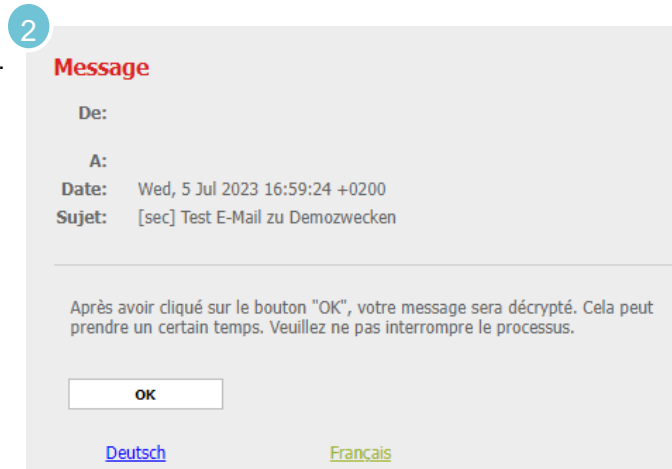 2
Message
De:
A:
Date: Wed, 5 Jul 2023 16:59:24 +0200
Sujet: [sec] Test E-Mail zu Demozwecken
Après avoir cliqué sur le bouton "OK", votre message sera décrypté. Cela peut
prendre un certain temps. Veuillez ne pas interrompre le processus.
OK
Deutsch Français